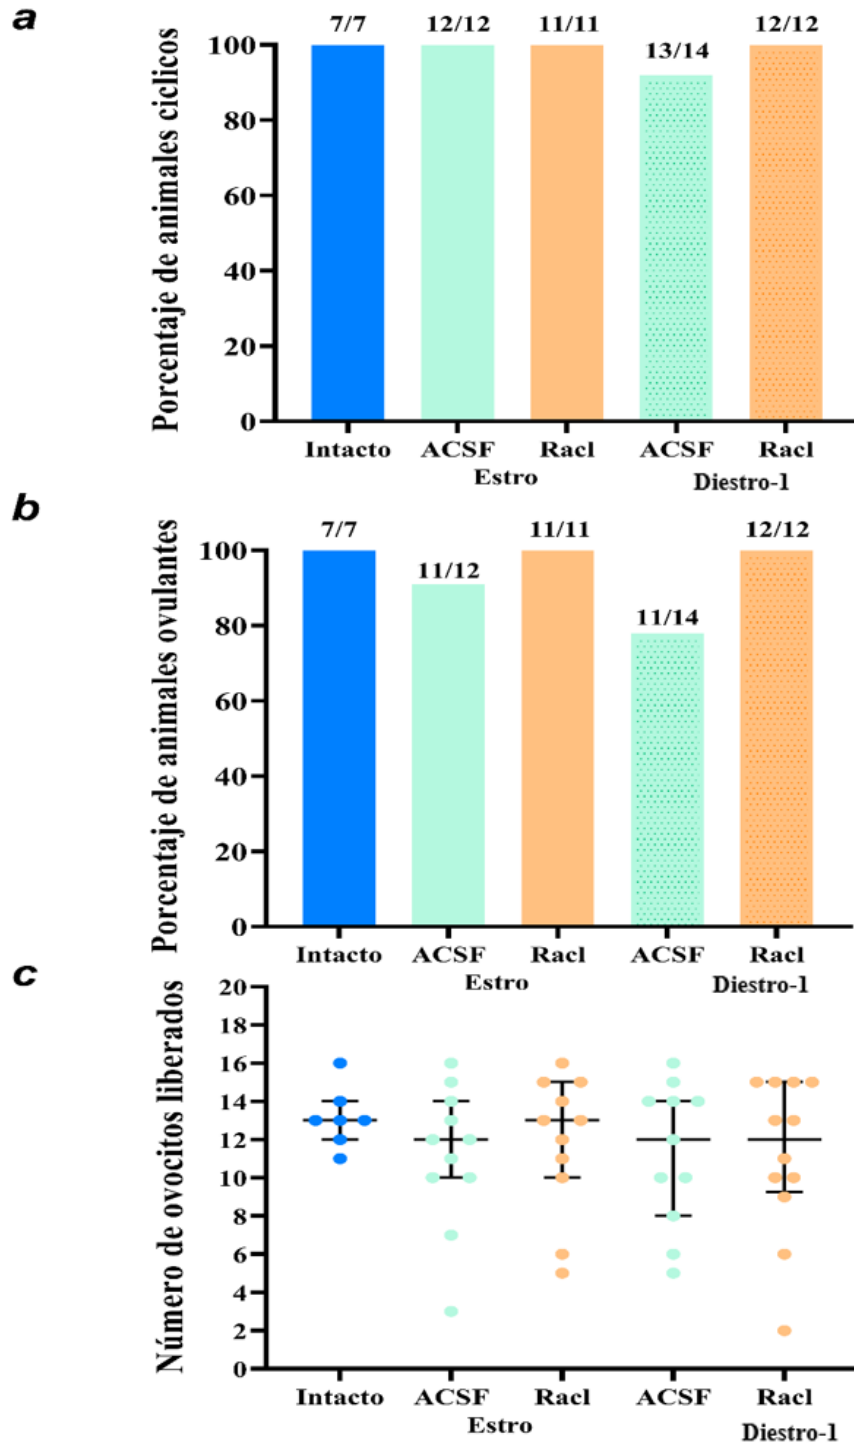 a
7/7 12/12 11/11 13/14 12/12
Porcentaje de animales ciclicos
100
80
60
40
20
0
Intacto ACSF Racl ACSF Racl
Estro Diestro-1
b
7/7 11/12 11/11 11/14 12/12
Porcentaje de animales ovulantes
100
80
60
40
20
0
Intacto ACSF Racl ACSF Racl
Estro Diestro-1
c
Número de ovocitos liberados
20
18
16
14
12
10
8
6
4
2
0
Intacto ACSF Racl ACSF Racl
Estro Diestro-1